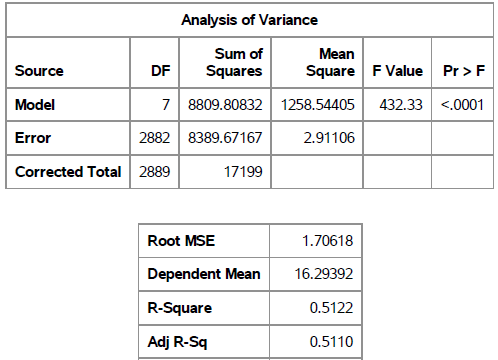 Analysis of Variance
Source DF Sum of Squares Mean Square F Value Pr > F
Model 7 8809.80832 1258.54405 432.33 <.0001
Error 2882 8389.67167 2.91106
Corrected Total 2889 17199
Root MSE 1.70618
Dependent Mean 16.29392
R-Square 0.5122
Adj R-Sq 0.5110